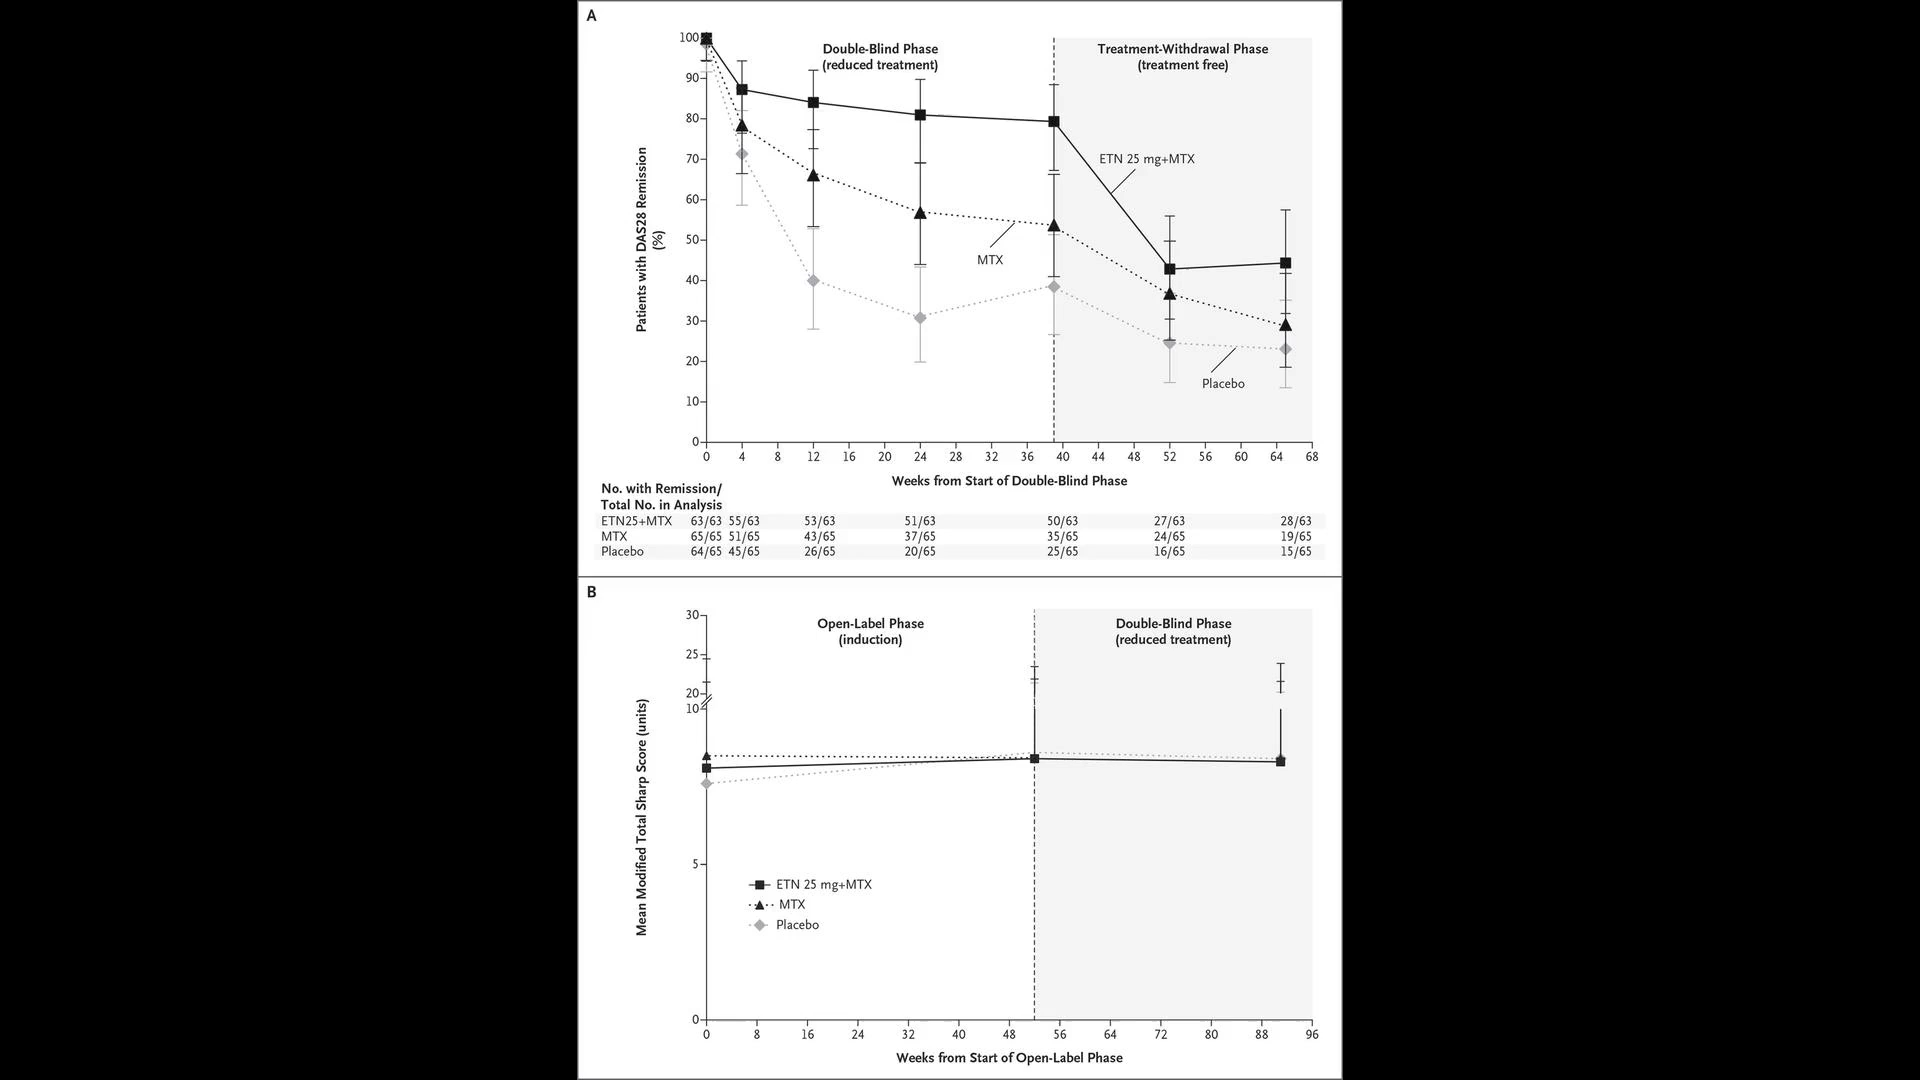 A
Double-Blind Phase
(reduced treatment)
Treatment-Withdrawal Phase
(treatment free)
Patients with DAS28 Remission
(%)
100
90
80
70
60
50
40
30
20
10
0
ETN 25 mg+MTX
MTX
Placebo
0 4 8 12 16 20 24 28 32 36 40 44 48 52 56 60 64 68
Weeks from Start of Double-Blind Phase
No. with Remission/
Total No. in Analysis
ETN25+MTX 63/63 55/63 53/63 51/63 50/63 27/63 28/63
MTX 65/65 51/65 43/65 37/65 35/65 24/65 19/65
Placebo 64/65 45/65 26/65 20/65 25/65 16/65 15/65
B
Open-Label Phase
(induction)
Double-Blind Phase
(reduced treatment)
Mean Modified Total Sharp Score (units)
30
25
20
10
5
0
ETN 25 mg+MTX
MTX
Placebo
0 8 16 24 32 40 48 56 64 72 80 88 96
Weeks from Start of Open-Label Phase